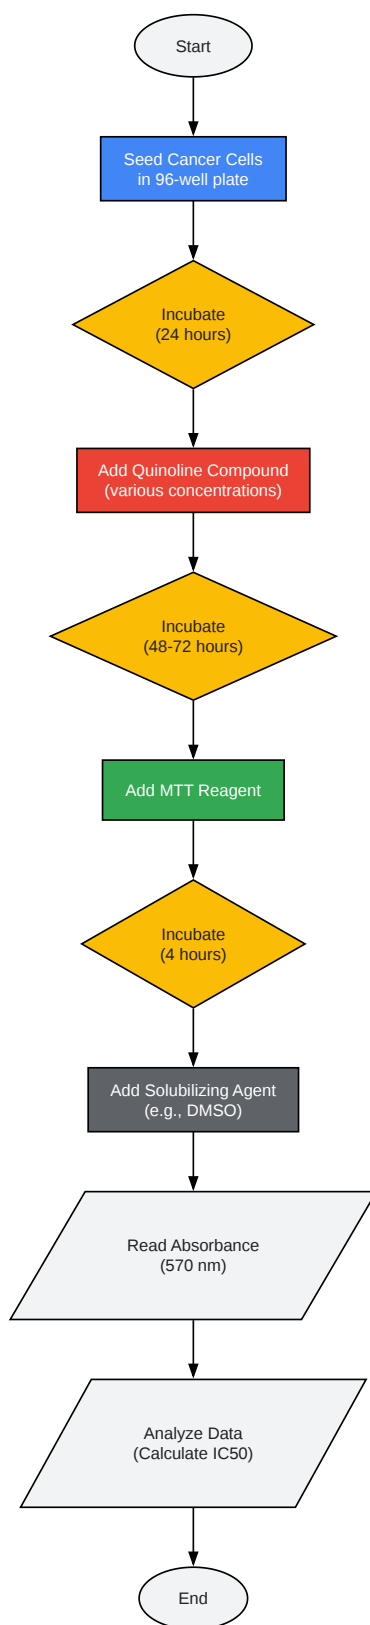 Start
Seed Cancer Cells
in 96-well plate
Incubate
(24 hours)
Add Quinoline Compound
(various concentrations)
Incubate
(48-72 hours)
Add MTT Reagent
Incubate
(4 hours)
Add Solubilizing Agent
(e.g., DMSO)
Read Absorbance
(570 nm)
Analyze Data
(Calculate IC50)
End